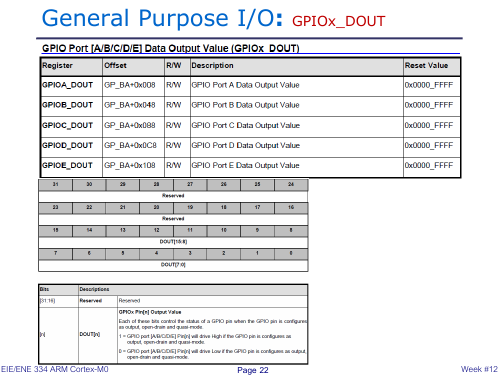 General Purpose I/O: GPIOx_DOUT
GPIO Port [A/B/C/D/E] Data Output Value (GPIOx_DOUT)
Register Offset R/W Description Reset Value
GPIOA_DOUT GP_BA+0x008 R/W GPIO Port A Data Output Value 0x0000_FFFF
GPIOB_DOUT GP_BA+0x048 R/W GPIO Port B Data Output Value 0x0000_FFFF
GPIOC_DOUT GP_BA+0x088 R/W GPIO Port C Data Output Value 0x0000_FFFF
GPIOD_DOUT GP_BA+0x0C8 R/W GPIO Port D Data Output Value 0x0000_FFFF
GPIOE_DOUT GP_BA+0x108 R/W GPIO Port E Data Output Value 0x0000_FFFF
31 30 29 28 27 26 25 24
Reserved
23 22 21 20 19 18 17 16
Reserved
15 14 13 12 11 10 9 8
DOUT[15:8]
7 6 5 4 3 2 1 0
DOUT[7:0]
Bits Descriptions
[31:16] Reserved Reserved
GPIOx Pin[n] Output Value
Each of these bits control the status of a GPIO pin when the GPIO pin is configures
as output, open-drain and quasi-mode.
[n] DOUT[n] 1 = GPIO port [A/B/C/D/E] Pin[n] will drive High if the GPIO pin is configures as
output, open-drain and quasi-mode.
0 = GPIO port [A/B/C/D/E] Pin[n] will drive Low if the GPIO pin is configures as output,
open-drain and quasi-mode.
EIE/ENE 334 ARM Cortex-M0 Page 22 Week #12